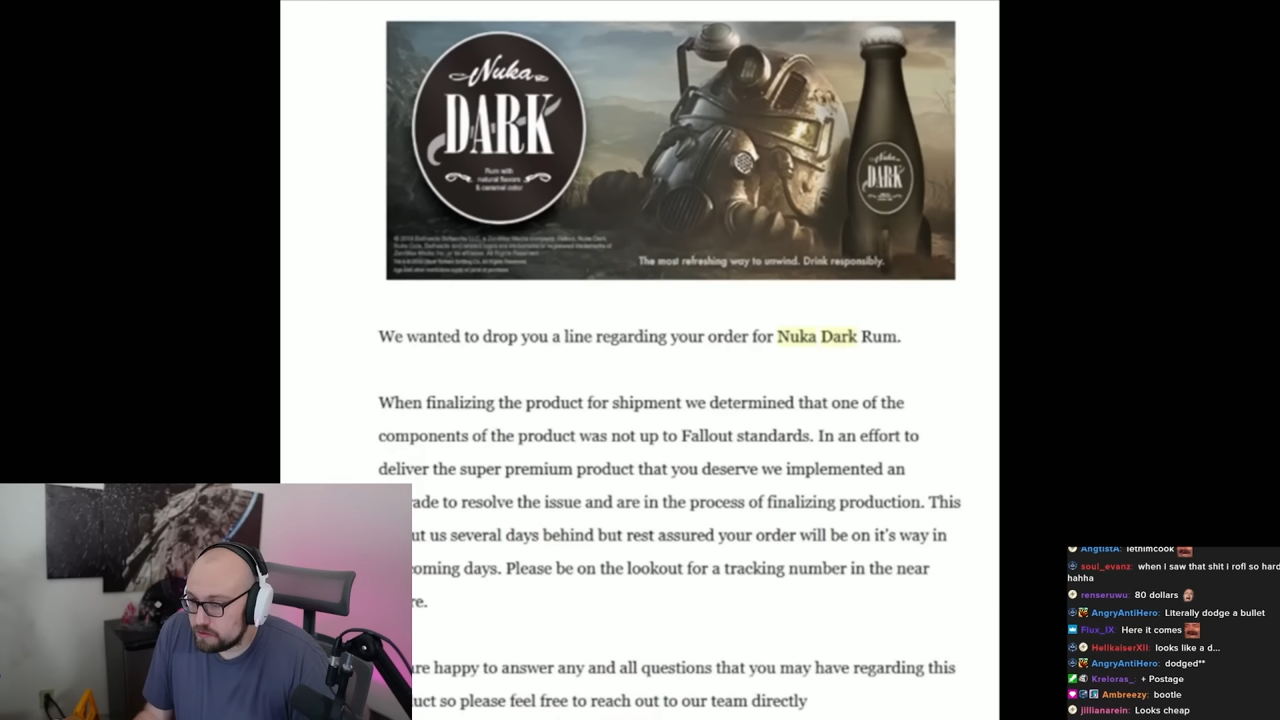 Nuka
DARK
Rum with
natural flavors
& caramel color
Nuka
DARK
The most refreshing way to unwind. Drink responsibly.
We wanted to drop you a line regarding your order for Nuka Dark Rum.
When finalizing the product for shipment we determined that one of the
components of the product was not up to Fallout standards. In an effort to
deliver the super premium product that you deserve we implemented an
rade to resolve the issue and are in the process of finalizing production. This
ut us several days behind but rest assured your order will be on it's way in
oming days. Please be on the lookout for a tracking number in the near
re.
re happy to answer any and all questions that you may have regarding this
uct so please feel free to reach out to our team directly
AngtistA: letnimcook
soul_evanz: when i saw that shit i rofl so hard
hahha
renseruwu: 80 dollars
AngryAntiHero: Literally dodge a bullet
Flux_IX: Here it comes
HellkaiserXII: looks like a d...
AngryAntiHero: dodged**
Kreloras_: + Postage
Ambreezy: bootle
jillianarein: Looks cheap